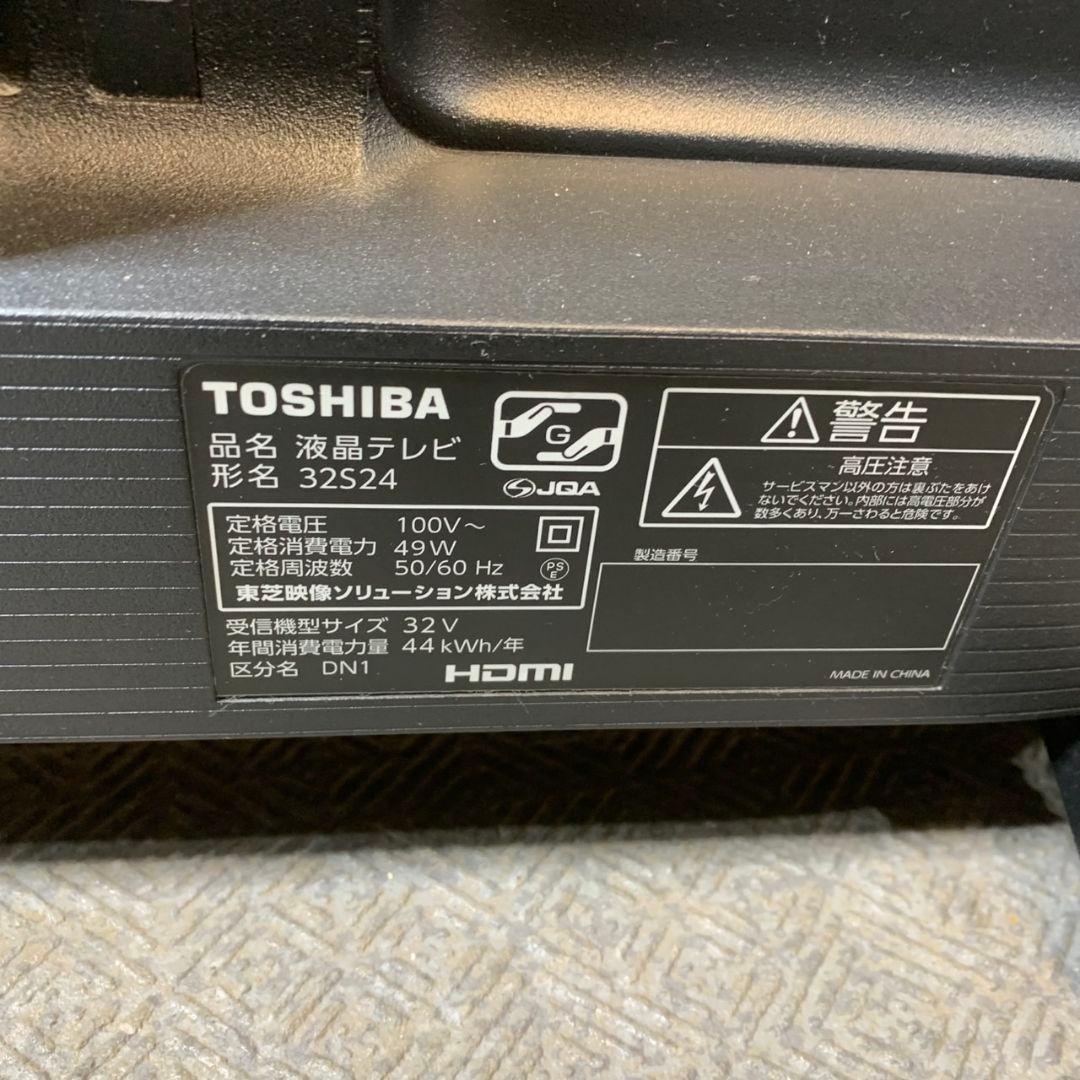 TOSHIBA
品名 液晶テレビ
形名 32S24
G
JQA
定格電圧 100V～
定格消費電力 49W
定格周波数 50/60 Hz
PS
E
東芝映像ソリューション株式会社
受信機型サイズ 32V
年間消費電力量 44kWh/年
区分名 DN1
HDMI
警告
高圧注意
サービスマン以外の方は裏ぶたをあけ
ないでください。内部には高電圧部分が
数多くあり、万一さわると危険です。
製造番号
MADE IN CHINA